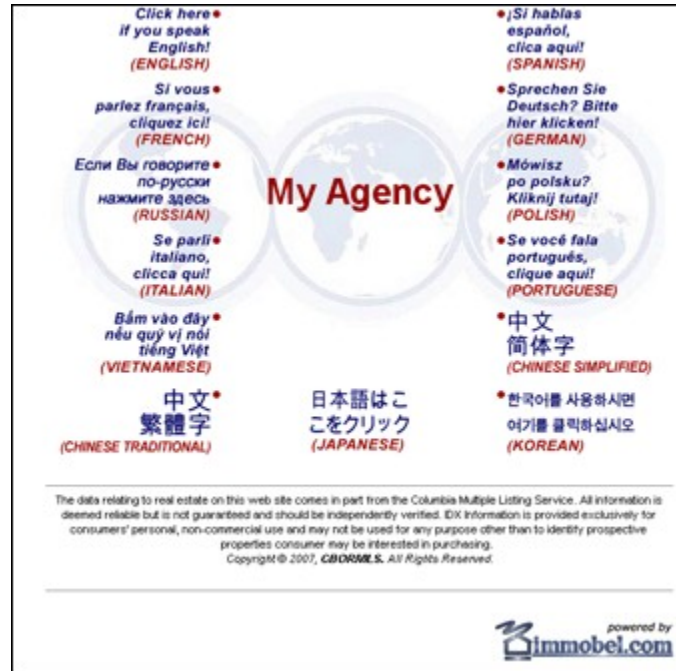 Click here
if you speak
English!
(ENGLISH)
¡Si hablas
español,
clica aqui!
(SPANISH)
Si vous
parlez français,
cliquez ici!
(FRENCH)
Sprechen Sie
Deutsch? Bitte
hier klicken!
(GERMAN)
Если Вы говорите
по-русски
нажмите здесь
(RUSSIAN)
My Agency
Mówisz
po polsku?
Kliknij tutaj!
(POLISH)
Se parli
italiano,
clicca qui!
(ITALIAN)
Se você fala
português,
clique aqui!
(PORTUGUESE)
Bấm vào đây
nếu quý vị nói
tiếng Việt
(VIETNAMESE)
中文
简体字
(CHINESE SIMPLIFIED)
中文
繁體字
(CHINESE TRADITIONAL)
日本語はこ
こをクリック
(JAPANESE)
한국어를 사용하시면
여기를 클릭하십시오
(KOREAN)
The data relating to real estate on this web site comes in part from the Columbia Multiple Listing Service. All information is
deemed reliable but is not guaranteed and should be independently verified. IDX Information is provided exclusively for
consumers' personal, non-commercial use and may not be used for any purpose other than to identify prospective
properties consumer may be interested in purchasing.
Copyright © 2007, CBORMLS. All Rights Reserved.
powered by
immobel.com